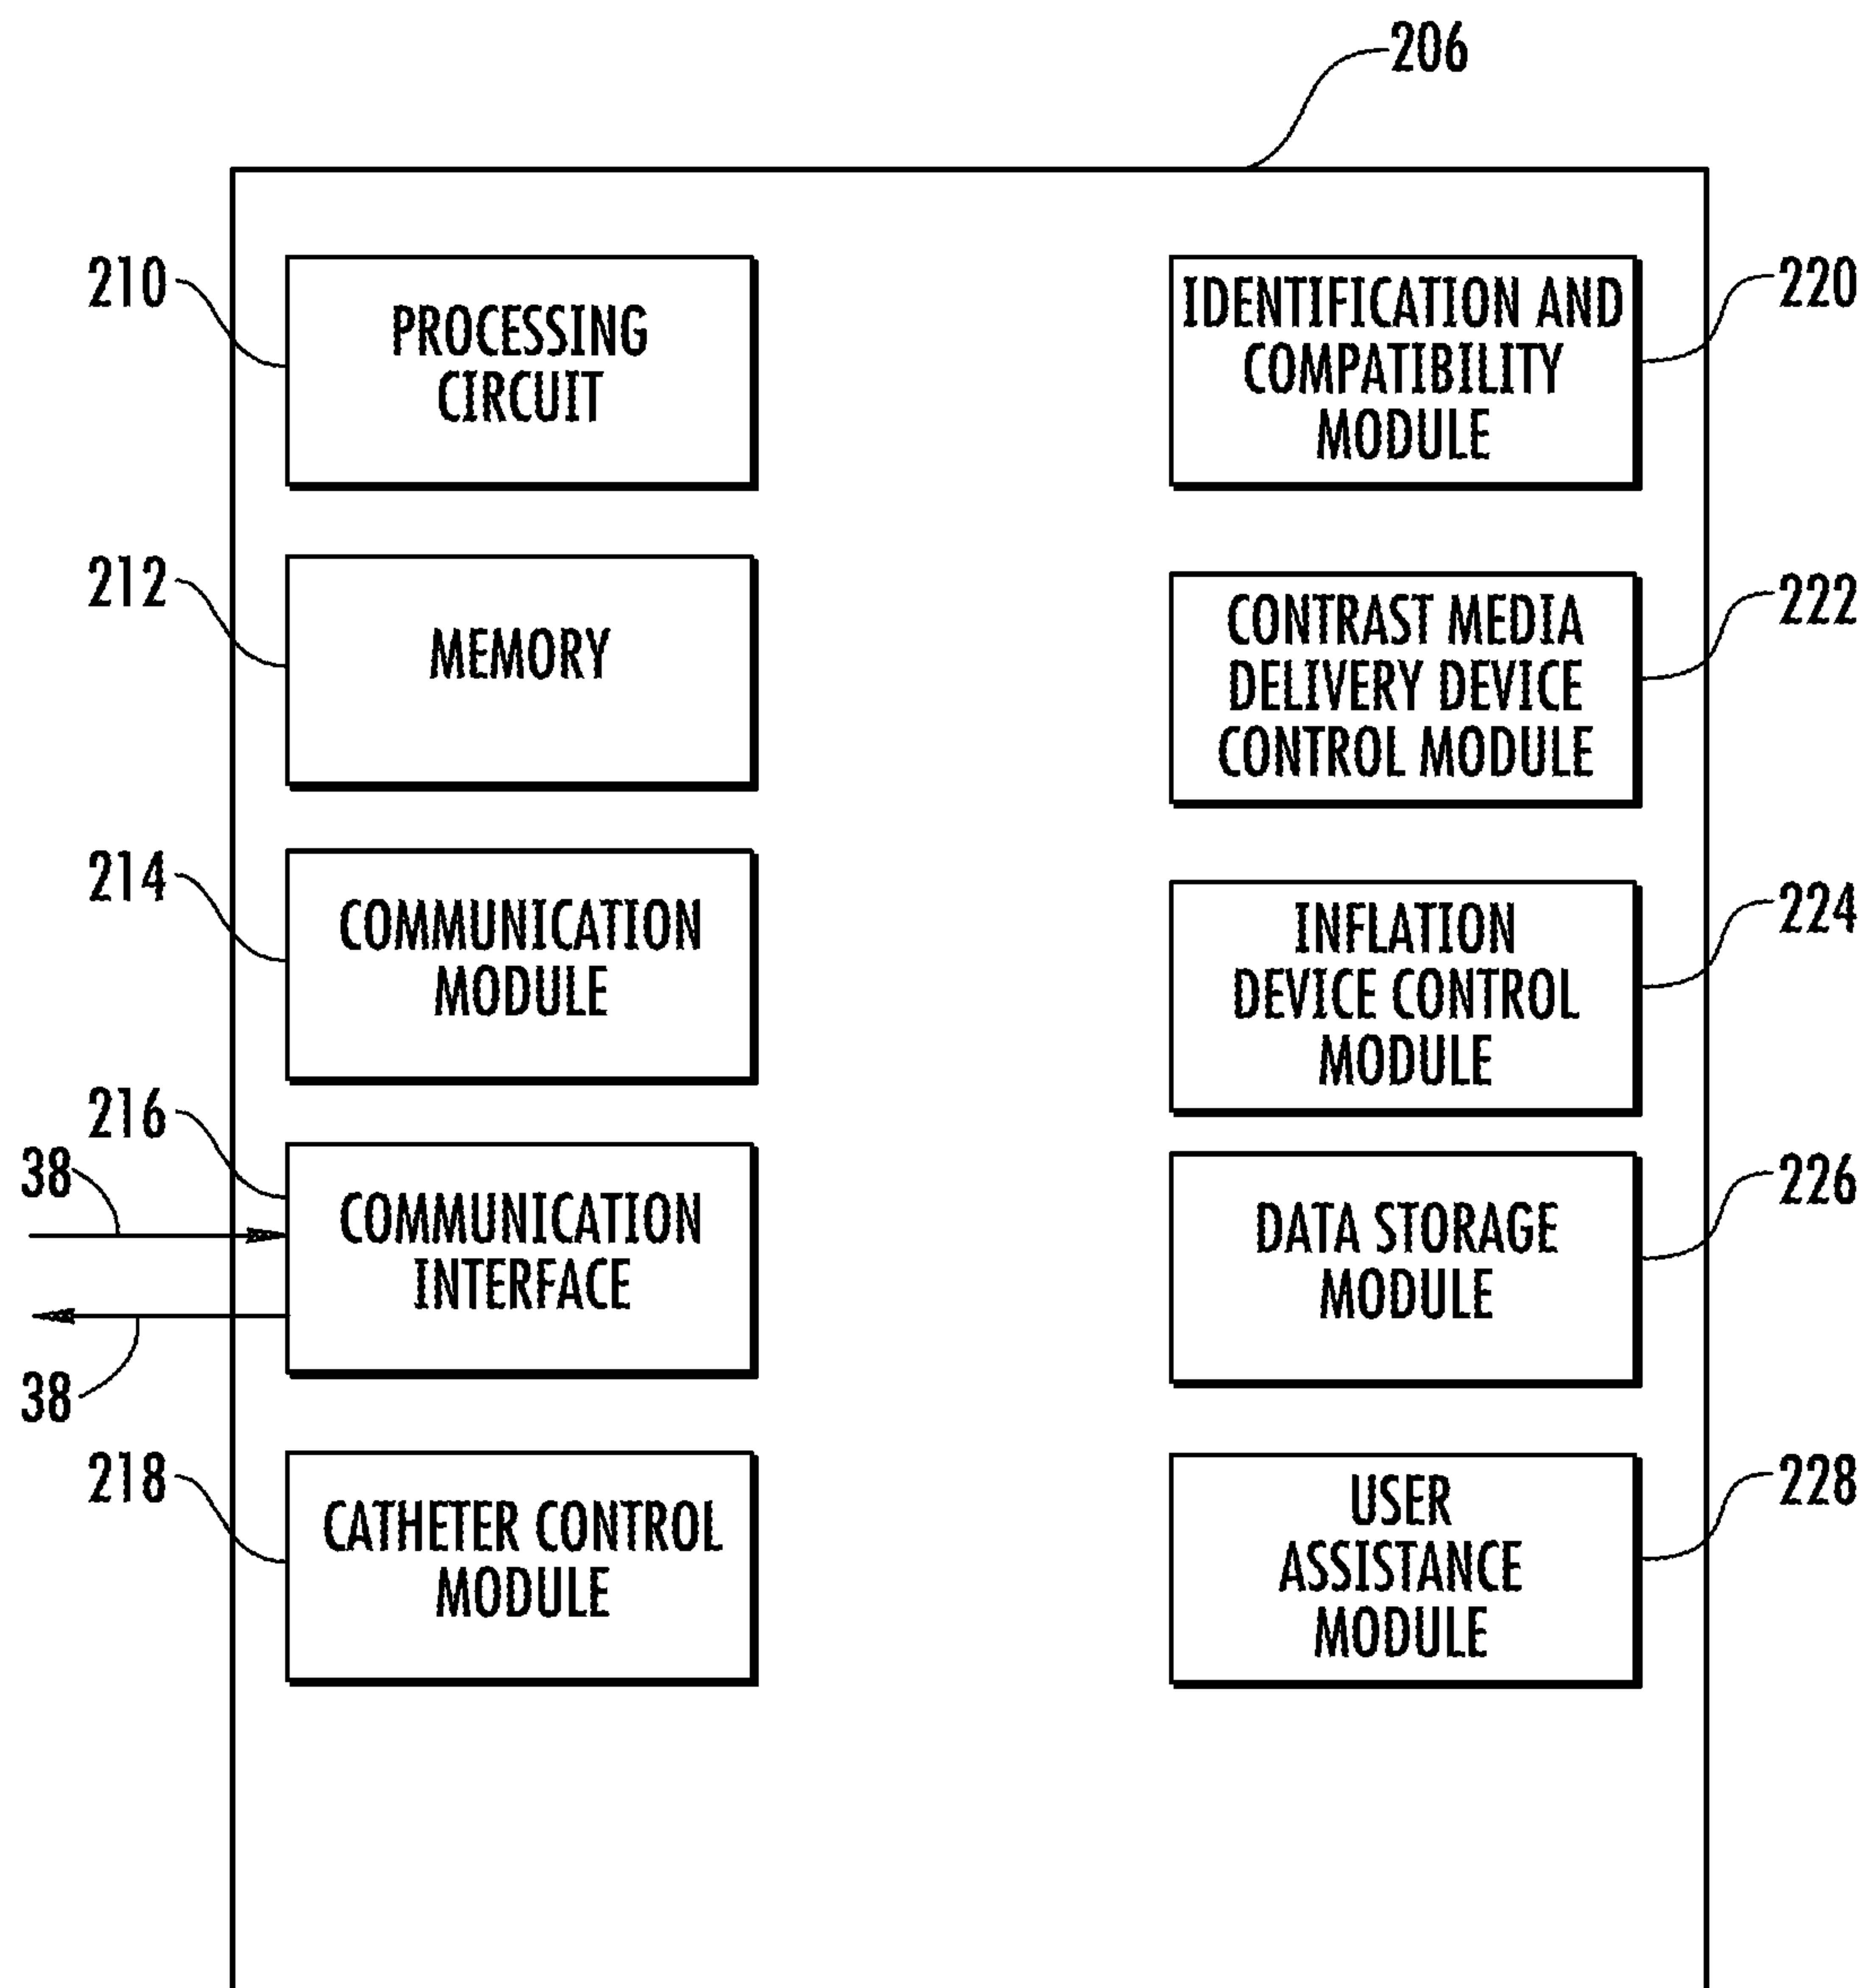 206
210
PROCESSING
CIRCUIT
212
MEMORY
214
COMMUNICATION
MODULE
216
38
COMMUNICATION
INTERFACE
38
218
CATHETER CONTROL
MODULE
IDENTIFICATION AND
COMPATIBILITY
MODULE
220
CONTRAST MEDIA
DELIVERY DEVICE
CONTROL MODULE
222
INFLATION
DEVICE CONTROL
MODULE
224
DATA STORAGE
MODULE
226
USER
ASSISTANCE
MODULE
228